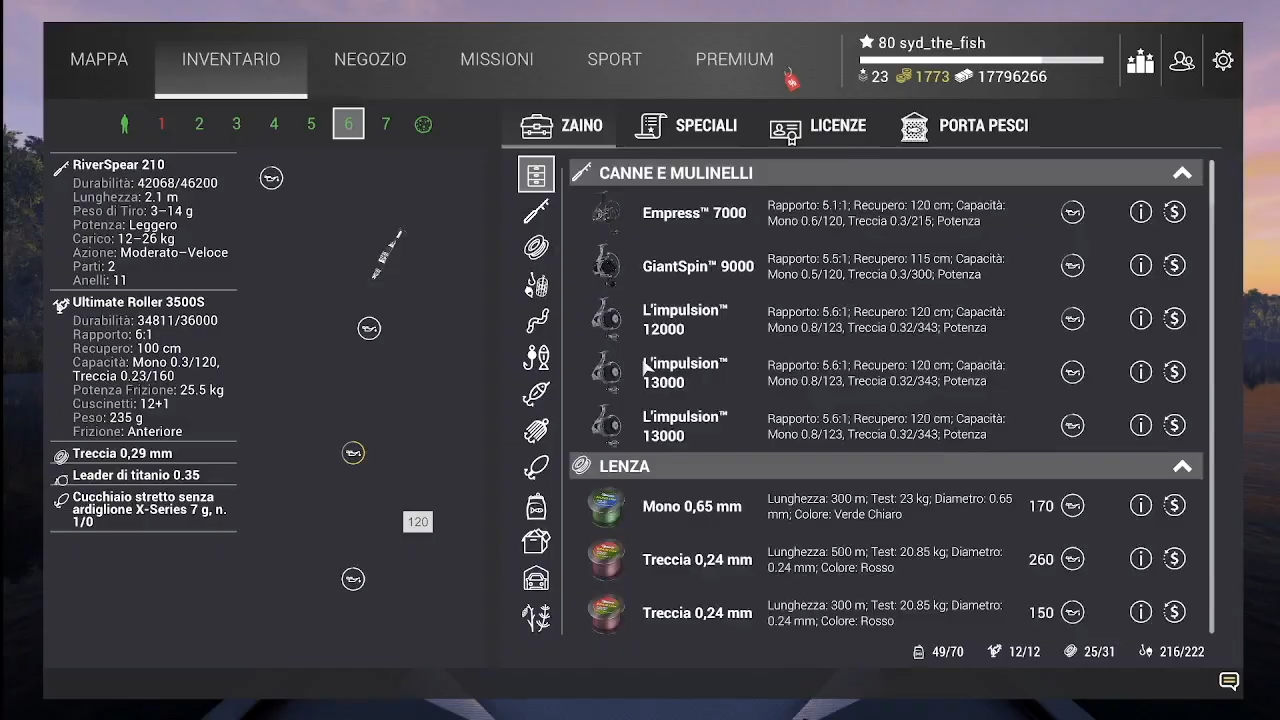 MAPPA
INVENTARIO
NEGOZIO
MISSIONI
SPORT
PREMIUM
80 syd_the_fish
23 1773 17796266
1 2 3 4 5 6 7
RiverSpear 210
Durabilità: 42068/46200
Lunghezza: 2.1 m
Peso di Tiro: 3–14 g
Potenza: Leggero
Carico: 12–26 kg
Azione: Moderato–Veloce
Parti: 2
Anelli: 11
Ultimate Roller 3500S
Durabilità: 34811/36000
Rapporto: 6:1
Recupero: 100 cm
Capacità: Mono 0.3/120,
Treccia 0.23/160
Potenza Frizione: 25.5 kg
Cuscinetti: 12+1
Peso: 235 g
Frizione: Anteriore
Treccia 0,29 mm
Leader di titanio 0.35
Cucchiaio stretto senza
ardiglione X-Series 7 g, n.
1/0
120
ZAINO
SPECIALI
LICENZE
PORTA PESCI
CANNE E MULINELLI
Empress™ 7000
Rapporto: 5.1:1; Recupero: 120 cm; Capacità:
Mono 0.6/120, Treccia 0.3/215; Potenza
GiantSpin™ 9000
Rapporto: 5.5:1; Recupero: 115 cm; Capacità:
Mono 0.5/120, Treccia 0.3/300; Potenza
L'impulsion™
12000
Rapporto: 5.6:1; Recupero: 120 cm; Capacità:
Mono 0.8/123, Treccia 0.32/343; Potenza
L'impulsion™
13000
Rapporto: 5.6:1; Recupero: 120 cm; Capacità:
Mono 0.8/123, Treccia 0.32/343; Potenza
L'impulsion™
13000
Rapporto: 5.6:1; Recupero: 120 cm; Capacità:
Mono 0.8/123, Treccia 0.32/343; Potenza
LENZA
Mono 0,65 mm
Lunghezza: 300 m; Test: 23 kg; Diametro: 0.65
mm; Colore: Verde Chiaro
170
Treccia 0,24 mm
Lunghezza: 500 m; Test: 20.85 kg; Diametro:
0.24 mm; Colore: Rosso
260
Treccia 0,24 mm
Lunghezza: 300 m; Test: 20.85 kg; Diametro:
0.24 mm; Colore: Rosso
150
49/70 12/12 25/31 216/222